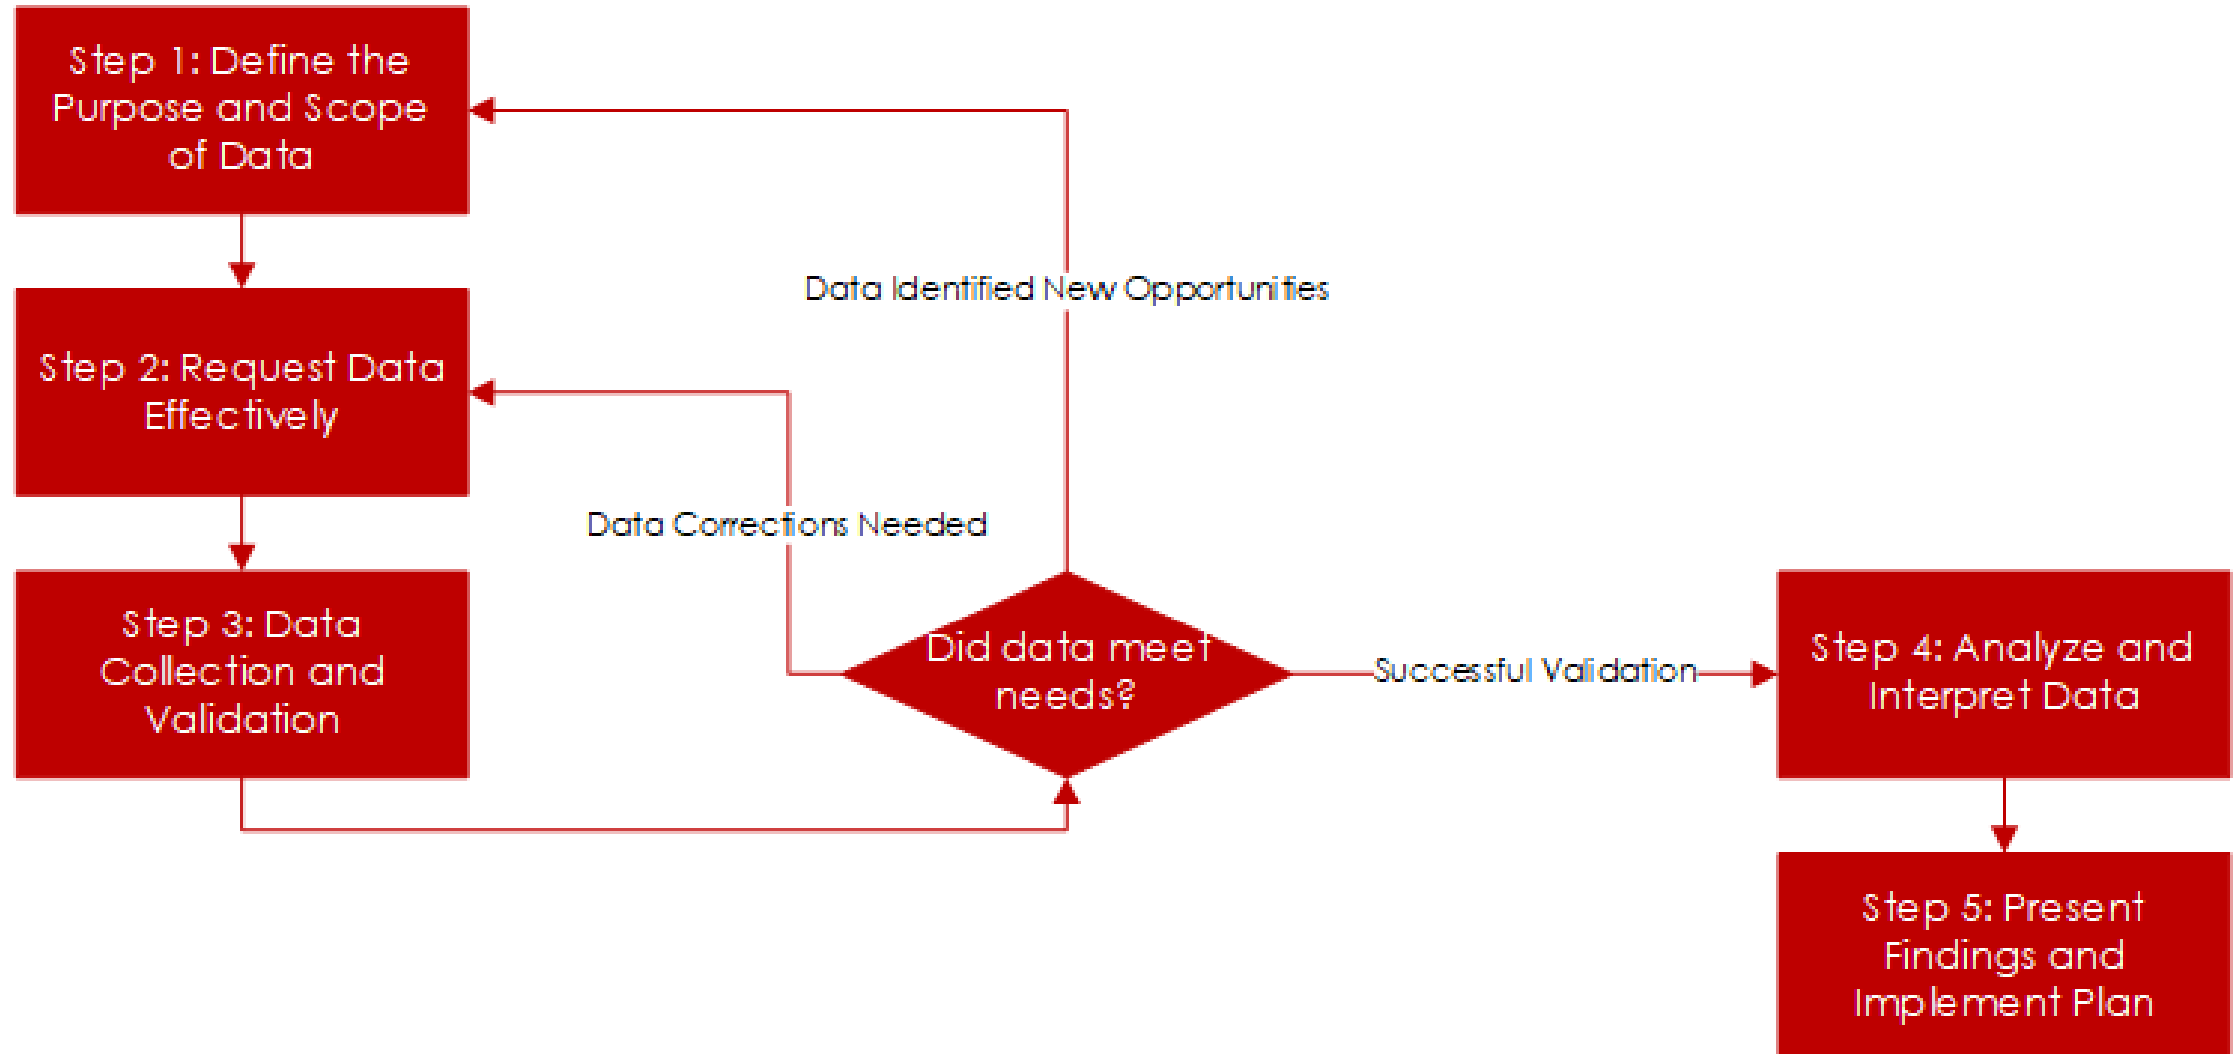 Step 1: Define the
Purpose and Scope
of Data
Data Identified New Opportunities
Step 2: Request Data
Effectively
Data Corrections Needed
Step 3: Data
Collection and
Validation
Did data meet
needs?
Successful Validation
Step 4: Analyze and
Interpret Data
Step 5: Present
Findings and
Implement Plan